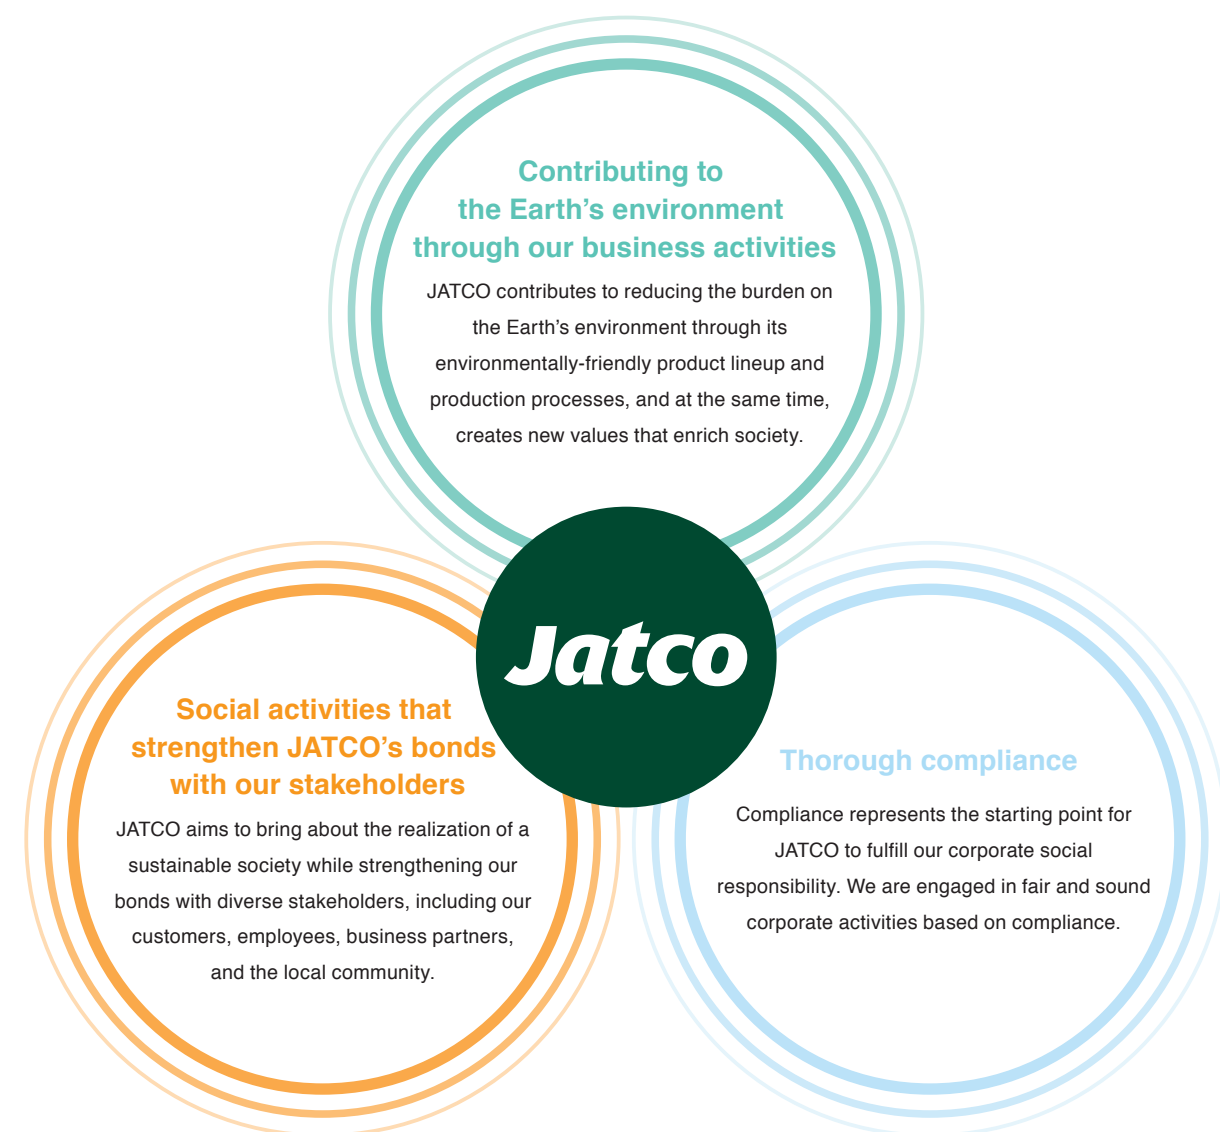 Contributing to
the Earth’s environment
through our business activities
JATCO contributes to reducing the burden on
the Earth’s environment through its
environmentally-friendly product lineup and
production processes, and at the same time,
creates new values that enrich society.
Jatco
Social activities that
strengthen JATCO’s bonds
with our stakeholders
JATCO aims to bring about the realization of a
sustainable society while strengthening our
bonds with diverse stakeholders, including our
customers, employees, business partners,
and the local community.
Thorough compliance
Compliance represents the starting point for
JATCO to fulfill our corporate social
responsibility. We are engaged in fair and sound
corporate activities based on compliance.